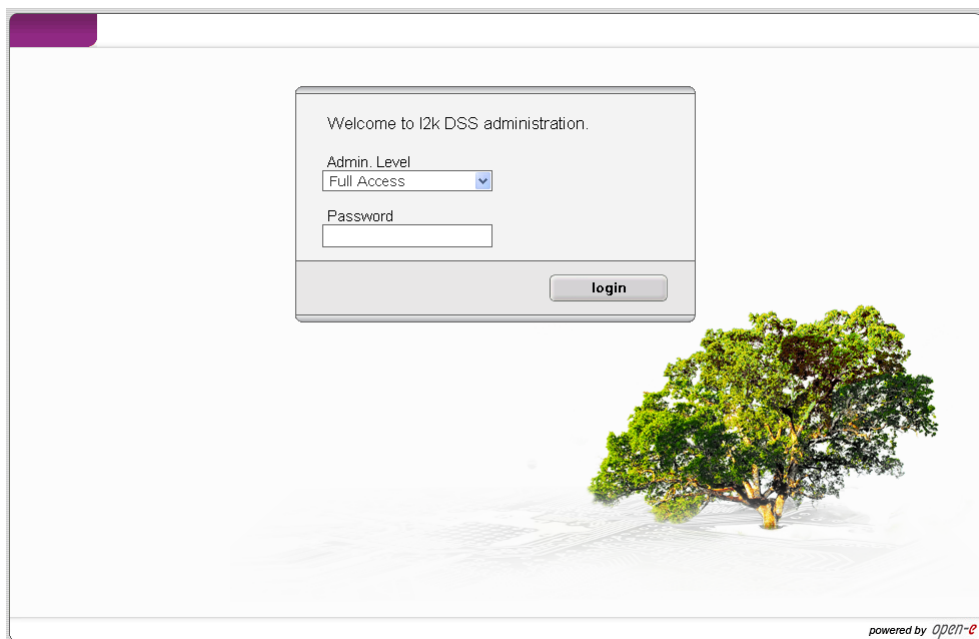 Welcome to I2k DSS administration.
Admin. Level
Full Access
Password
login
powered by open-e